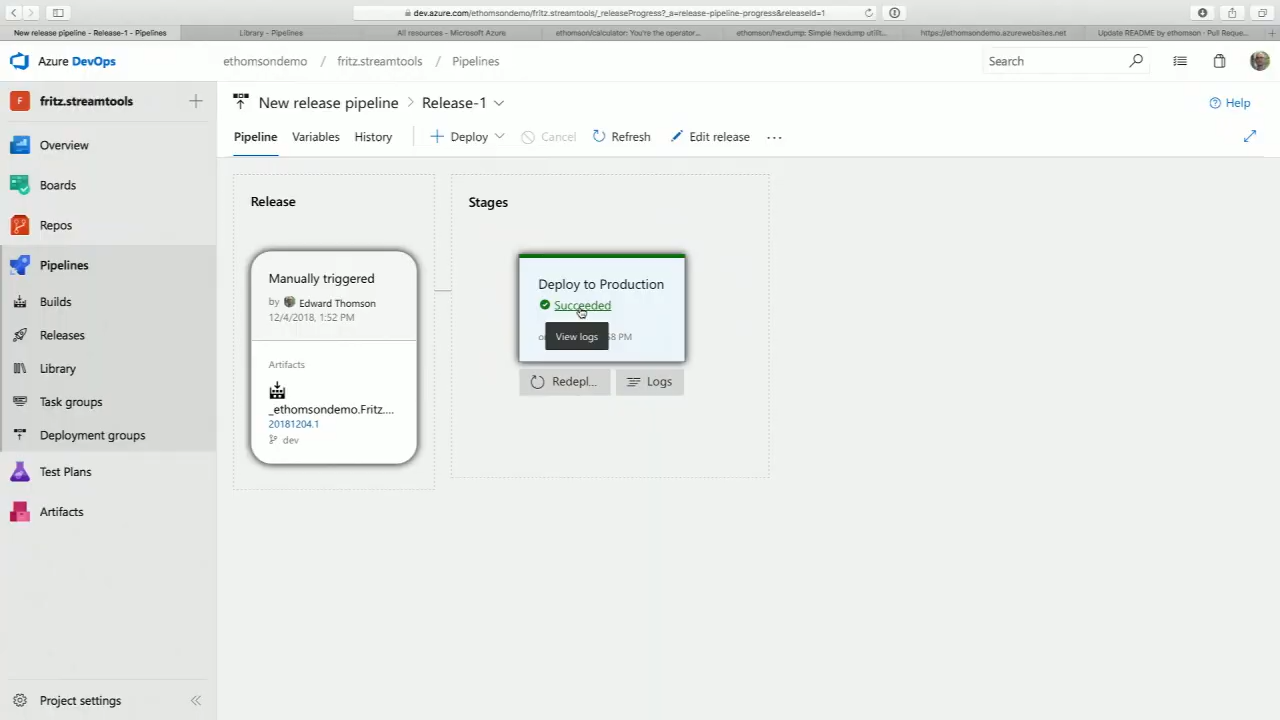 dev.azure.com/ethomsondemo/fritz.streamtools/_releaseProgress?_a=release-pipeline-progress&releaseId=1
New release pipeline - Release-1 - Pipelines
Library - Pipelines
All resources - Microsoft Azure
ethomson/calculator: You're the operator...
ethomson/hexdump: Simple hexdump utilit...
https://ethomsondemo.azurewebsites.net
Update README by ethomson · Pull Reque...
Azure DevOps
ethomsondemo / fritz.streamtools / Pipelines
Search
F fritz.streamtools
New release pipeline > Release-1
Help
Overview
Boards
Repos
Pipelines
Builds
Releases
Library
Task groups
Deployment groups
Test Plans
Artifacts
Project settings
Pipeline Variables History
Deploy Cancel Refresh Edit release ...
Release
Manually triggered
by Edward Thomson
12/4/2018, 1:52 PM
Artifacts
_ethomsondemo.Fritz....
20181204.1
dev
Stages
Deploy to Production
Succeeded
View logs
8 PM
Redepl... Logs